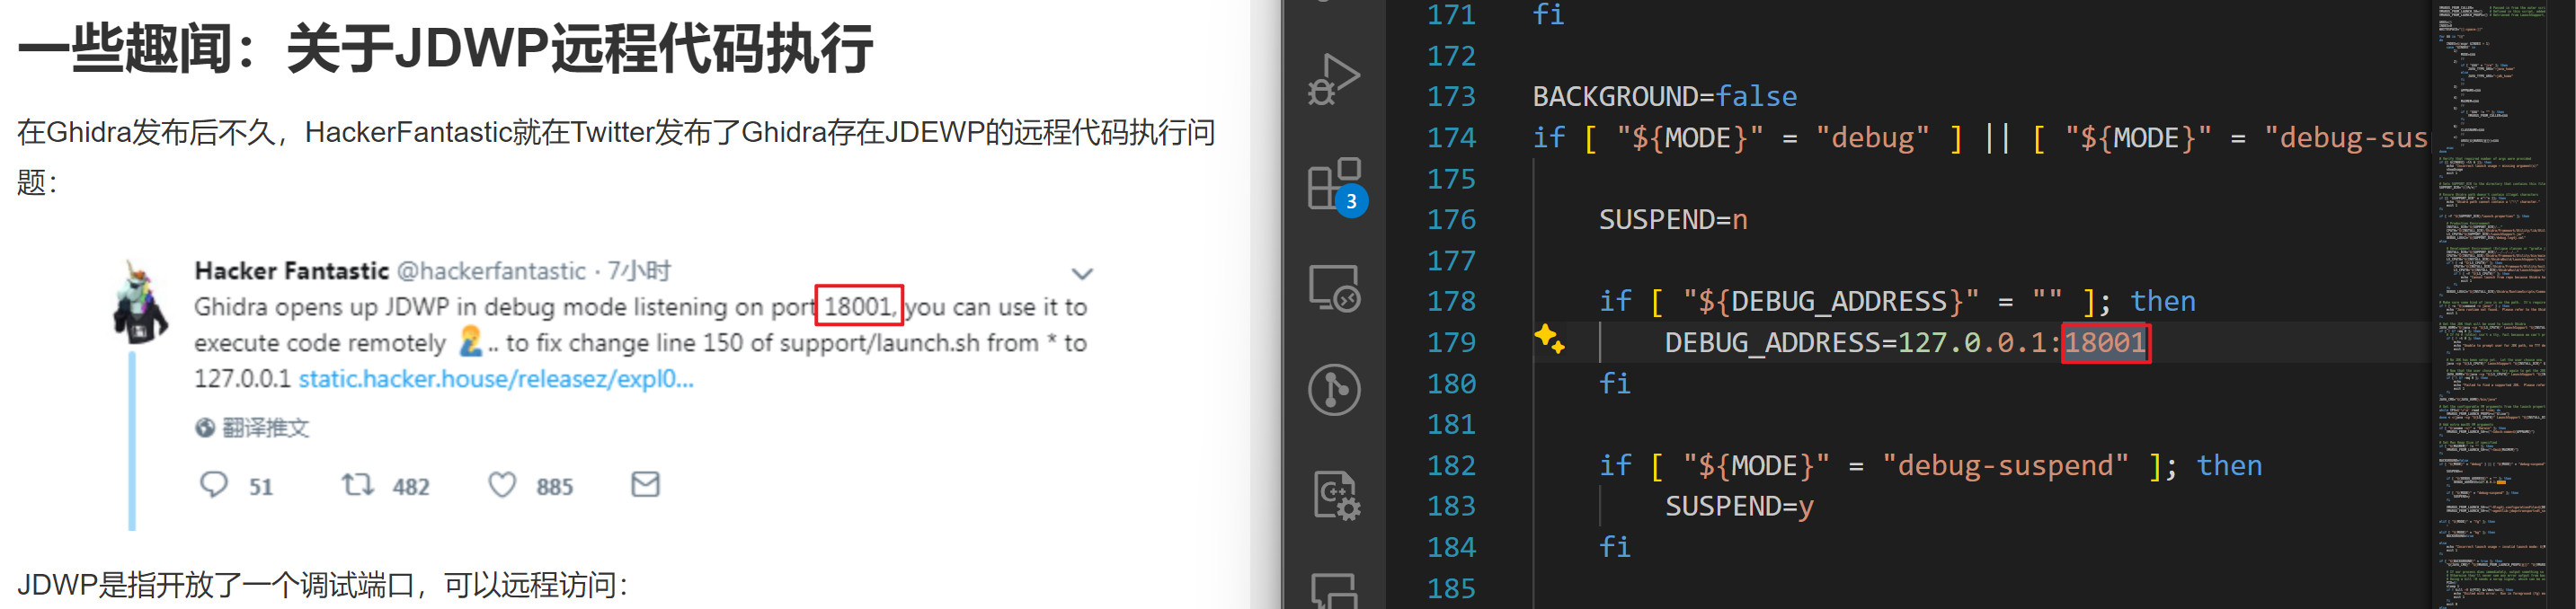 一些趣闻：关于JDWP远程代码执行
在Ghidra发布后不久，HackerFantastic就在Twitter发布了Ghidra存在JDEWP的远程代码执行问
题：
Hacker Fantastic @hackerfantastic · 7小时
Ghidra opens up JDWP in debug mode listening on port 18001, you can use it to
execute code remotely 🤦‍♂️.. to fix change line 150 of support/launch.sh from * to
127.0.0.1 static.hacker.house/releasez/expl0...
翻译推文
51 482 885
JDWP是指开放了一个调试端口，可以远程访问：
3
171 fi
172
173 BACKGROUND=false
174 if [ "${MODE}" = "debug" ] || [ "${MODE}" = "debug-sus
175
176 SUSPEND=n
177
178 if [ "${DEBUG_ADDRESS}" = "" ]; then
179 DEBUG_ADDRESS=127.0.0.1:18001
180 fi
181
182 if [ "${MODE}" = "debug-suspend" ]; then
183 SUSPEND=y
184 fi
185